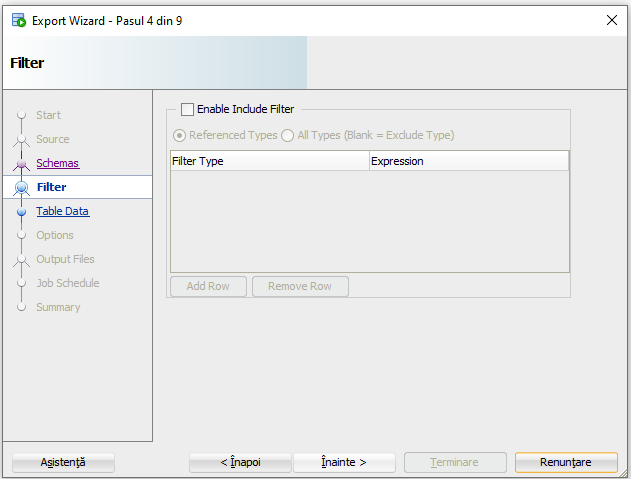 Export Wizard - Pasul 4 din 9
Filter
Start
Source
Schemas
Filter
Table Data
Options
Output Files
Job Schedule
Summary
Enable Include Filter
Referenced Types All Types (Blank = Exclude Type)
Filter Type Expression
Add Row Remove Row
Asistență < Înapoi Înainte > Terminare Renunțare